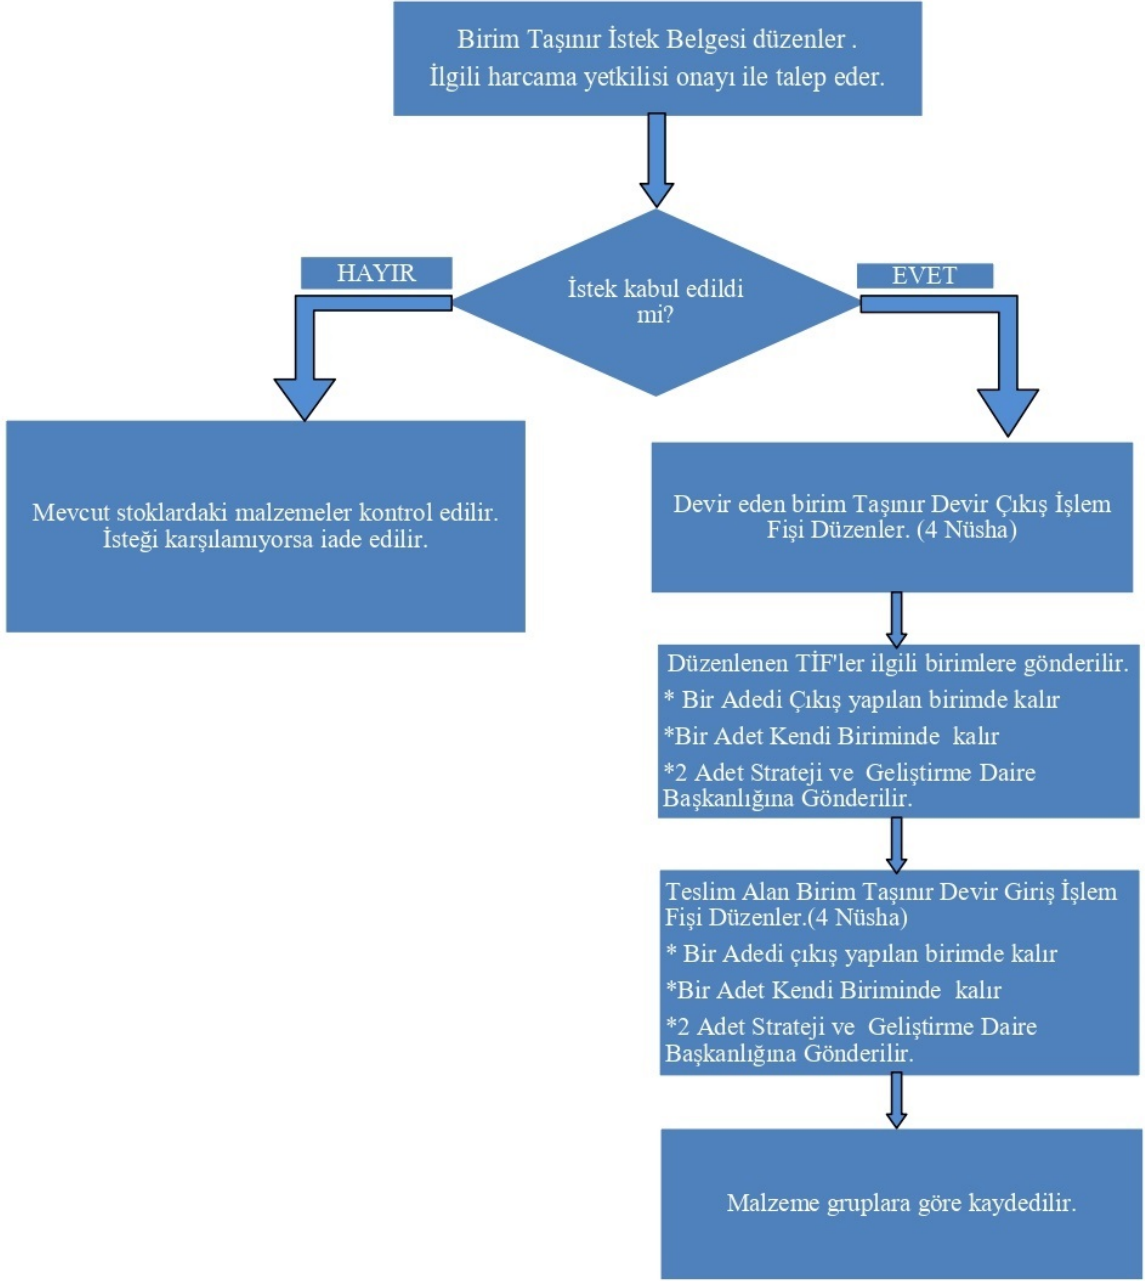 Birim Taşınır İstek Belgesi düzenler .
İlgili harcama yetkilisi onayı ile talep eder.
HAYIR
EVET
İstek kabul edildi
mi?
Mevcut stoklardaki malzemeler kontrol edilir.
İsteği karşılamıyorsa iade edilir.
Devir eden birim Taşınır Devir Çıkış İşlem
Fişi Düzenler. (4 Nüsha)
Düzenlenen TİF'ler ilgili birimlere gönderilir.
* Bir Adedi Çıkış yapılan birimde kalır
*Bir Adet Kendi Biriminde kalır
*2 Adet Strateji ve Geliştirme Daire
Başkanlığına Gönderilir.
Teslim Alan Birim Taşınır Devir Giriş İşlem
Fişi Düzenler.(4 Nüsha)
* Bir Adedi çıkış yapılan birimde kalır
*Bir Adet Kendi Biriminde kalır
*2 Adet Strateji ve Geliştirme Daire
Başkanlığına Gönderilir.
Malzeme gruplara göre kaydedilir.